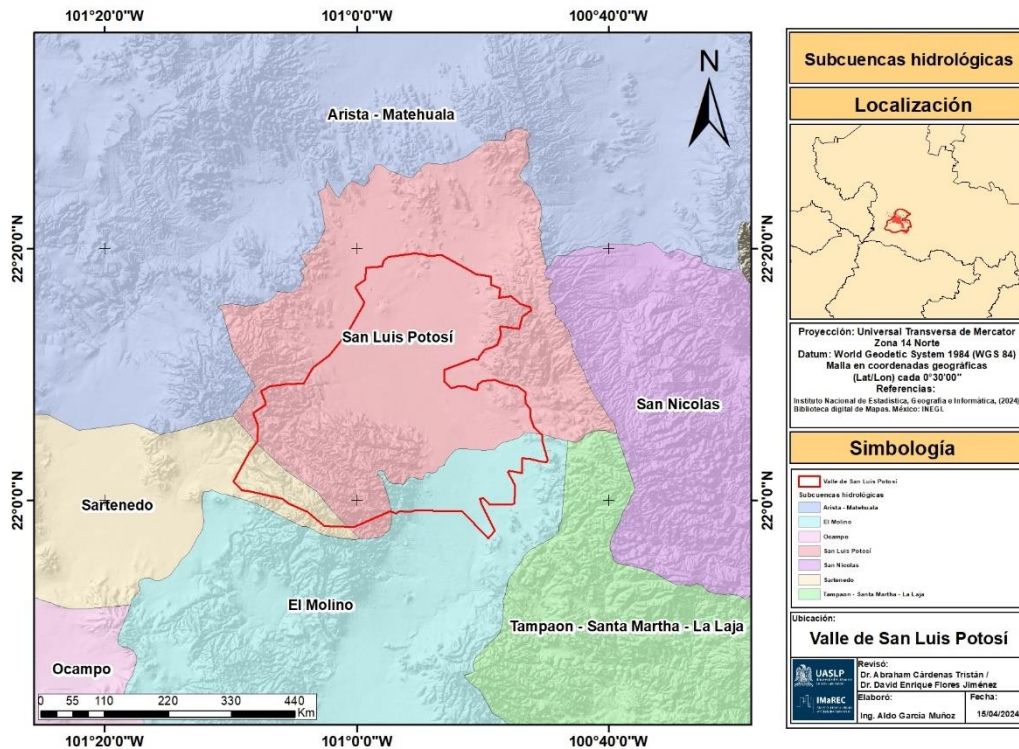 101°20'0"W
101°0'0"W
100°40'0"W
22°20'0"N
22°0'0"N
22°20'0"N
22°0'0"N
N
Arista - Matehuala
San Luis Potosí
San Nicolas
Sartenedo
El Molino
Tampaon - Santa Martha - La Laja
Ocampo
0 55 110 220 330 440
Km
101°20'0"W
101°0'0"W
100°40'0"W
Subcuencas hidrológicas
Localización
Proyección: Universal Transversa de Mercator
Zona 14 Norte
Datum: World Geodetic System 1984 (WGS 84)
Malla en coordenadas geográficas
(Lat/Lon) cada 0°30'00"
Referencias:
Instituto Nacional de Estadística, Geografía e Informática, (2024)
Biblioteca digital de Mapas. México: INEGI.
Simbología
Valle de San Luis Potosí
Subcuencas hidrológicas
Arista - Matehuala
El Molino
Ocampo
San Luis Potosí
San Nicolas
Sartenedo
Tampaon - Santa Martha - La Laja
Ubicación:
Valle de San Luis Potosí
UASLP
IMaREC
Revisó:
Dr. Abraham Cárdenas Tristán /
Dr. David Enrique Flores Jiménez
Elaboró:
Ing. Aldo García Muñoz
Fecha:
15/04/2024